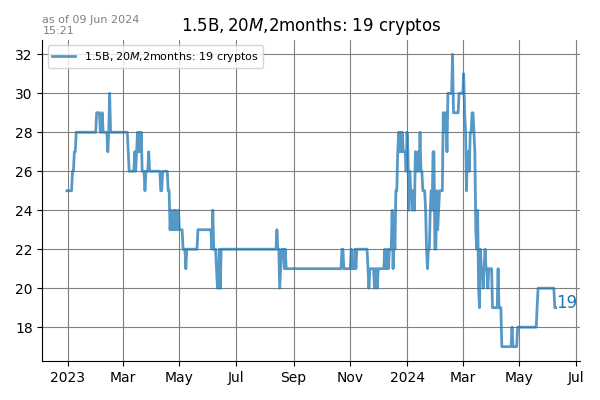 as of 09 Jun 2024
15:21
1.5B, 20M,2months: 19 cryptos
1.5B, 20M,2months: 19 cryptos
32
30
28
26
24
22
20
18
19
2023 Mar May Jul Sep Nov 2024 Mar May Jul